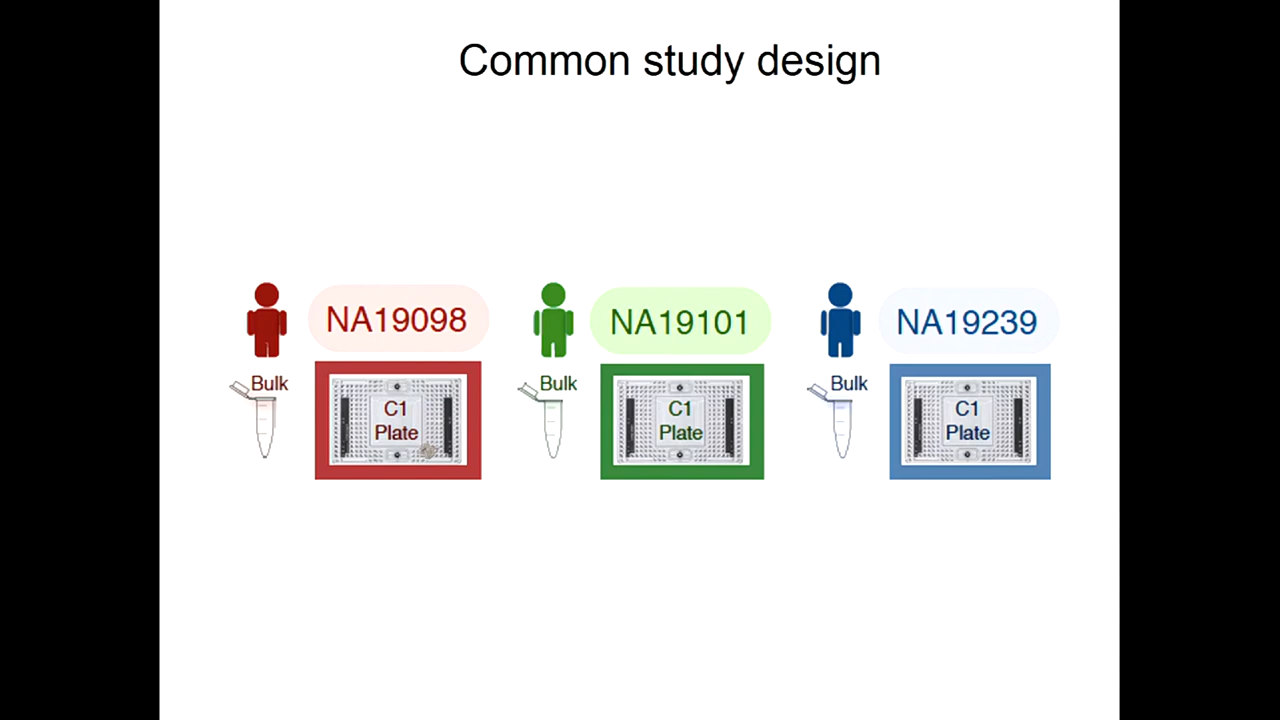 Common study design
NA19098
NA19101
NA19239
Bulk
C1
Plate
Bulk
C1
Plate
Bulk
C1
Plate